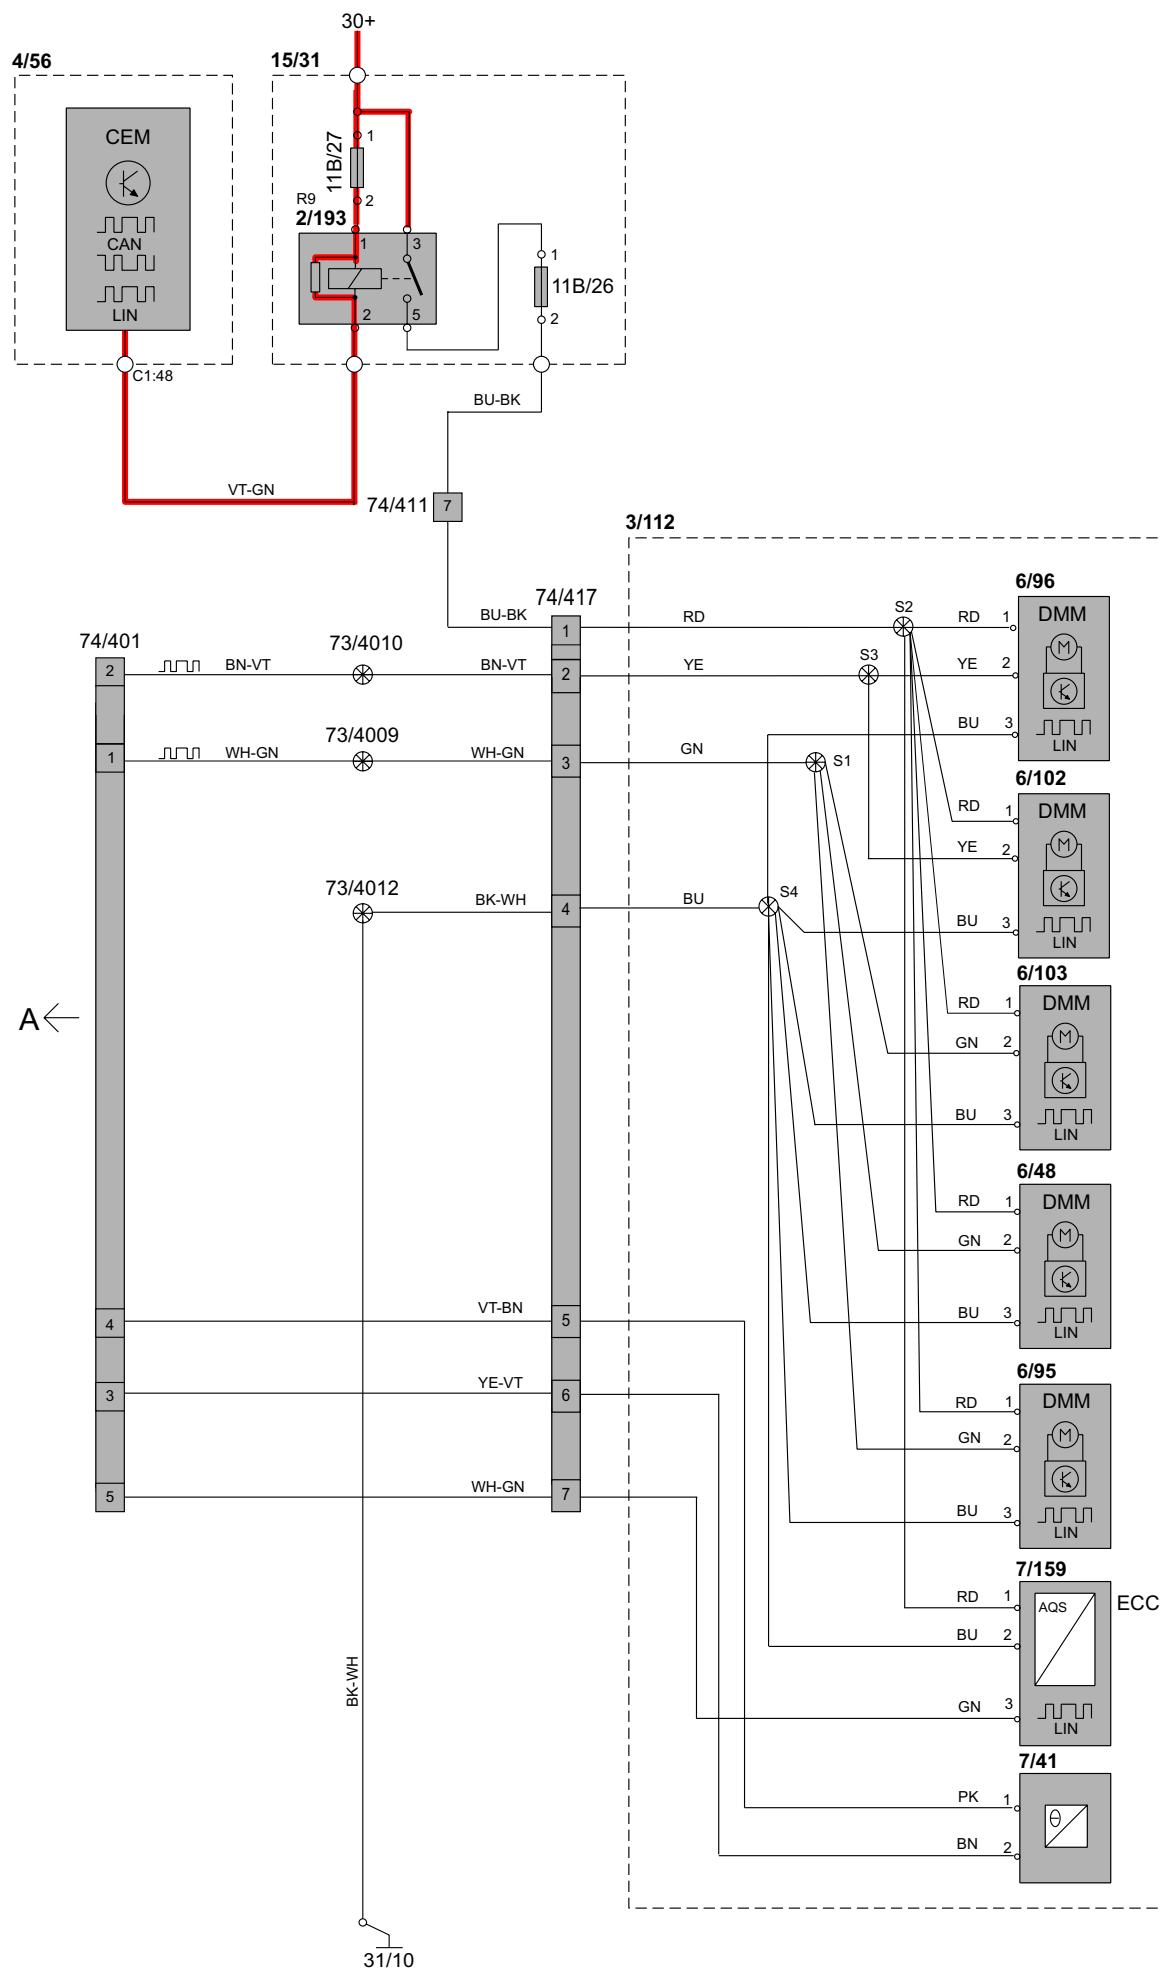 30+
4/56
15/31
CEM
CAN
LIN
C1:48
1
11B/27
2
R9
2/193
1
3
2
5
1
11B/26
2
BU-BK
VT-GN
74/411
7
3/112
74/417
BU-BK
1
RD
S2
RD
1
6/96
DMM
M
LIN
74/401
2
BN-VT
73/4010
BN-VT
2
YE
S3
YE
2
BU
3
1
WH-GN
73/4009
WH-GN
3
GN
S1
6/102
DMM
M
LIN
RD
1
YE
2
BU
3
73/4012
BK-WH
4
BU
S4
6/103
DMM
M
LIN
RD
1
GN
2
BU
3
A
6/48
DMM
M
LIN
RD
1
GN
2
BU
3
4
VT-BN
5
3
YE-VT
6
5
WH-GN
7
6/95
DMM
M
LIN
RD
1
GN
2
BU
3
7/159
AQS
ECC
LIN
RD
1
BU
2
GN
3
BK-WH
7/41
θ
PK
1
BN
2
31/10